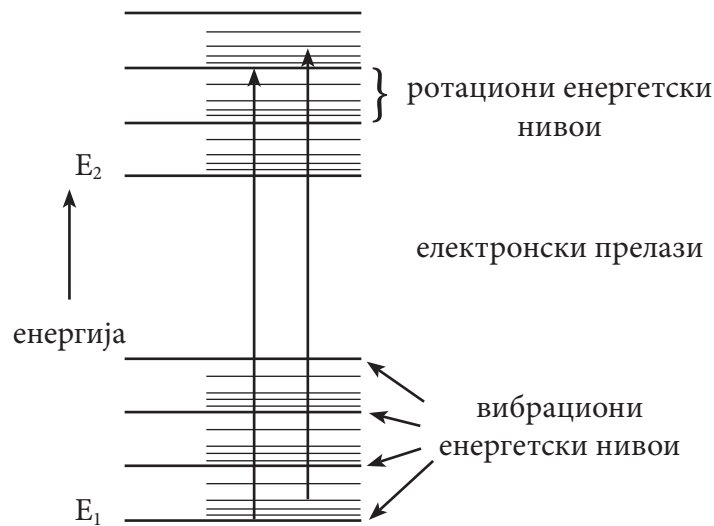 ротациони енергетски
нивои
E₂
електронски прелази
енергија
вибрациони
енергетски нивои
E₁